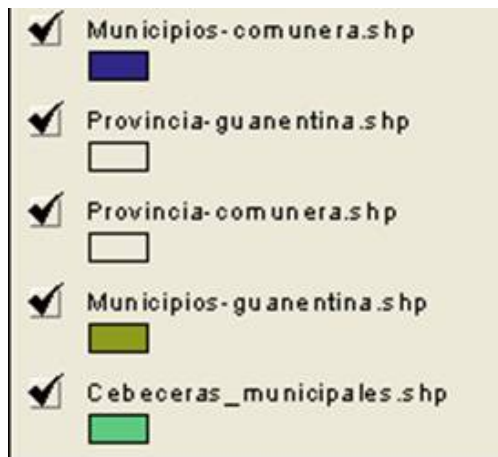 Municipios-comunera.shp
Provincia-guanentina.shp
Provincia-comunera.shp
Municipios-guanentina.shp
Cebeceras_municipales.shp